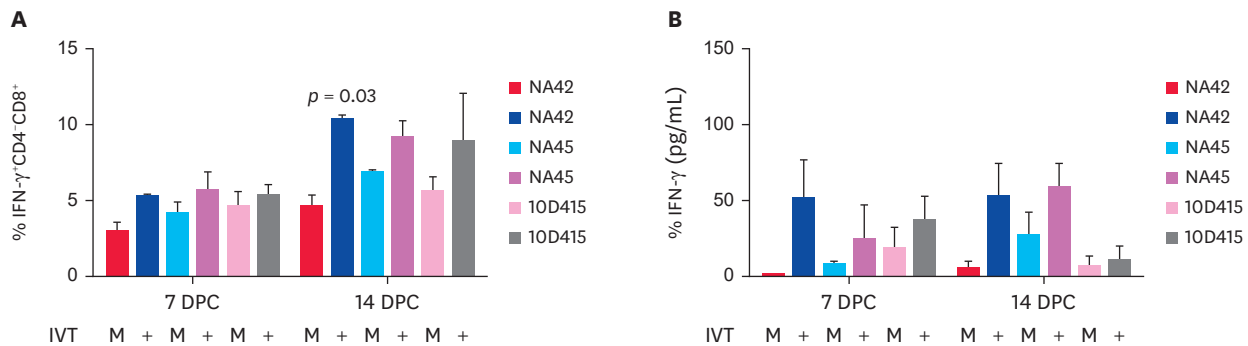 A
% IFN-γ⁺CD4⁻CD8⁺
15
10
5
0
p = 0.03
7 DPC 14 DPC
IVT M + M + M + M + M + M +
NA42
NA42
NA45
NA45
10D415
10D415
B
% IFN-γ (pg/mL)
150
100
50
0
7 DPC 14 DPC
IVT M + M + M + M + M + M +
NA42
NA42
NA45
NA45
10D415
10D415